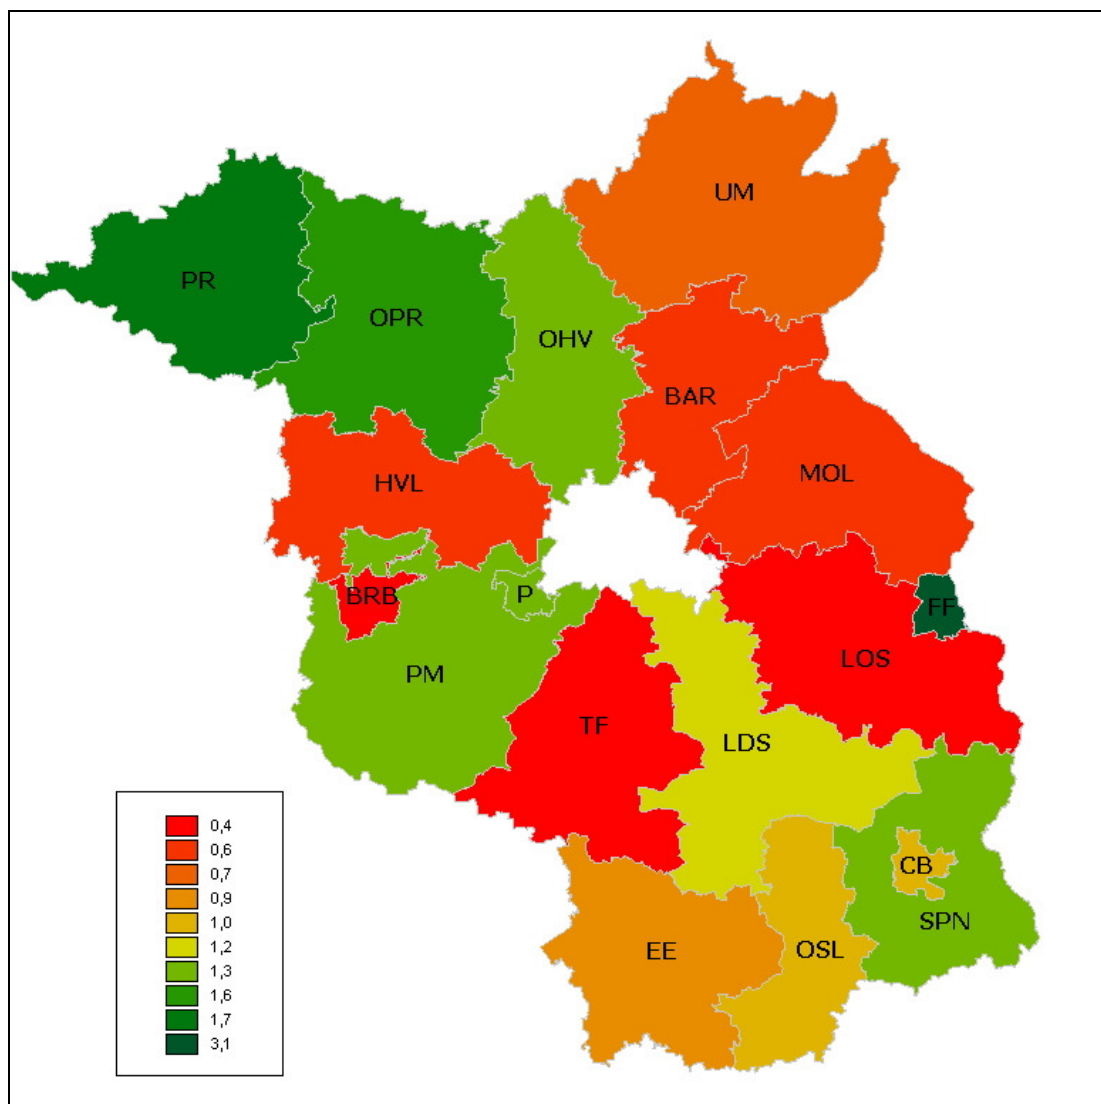 UM
PR
OPR
OHV
BAR
HVL
MOL
BRB
P
FF
LOS
PM
TF
LDS
CB
SPN
EE
OSL
0,4
0,6
0,7
0,9
1,0
1,2
1,3
1,6
1,7
3,1